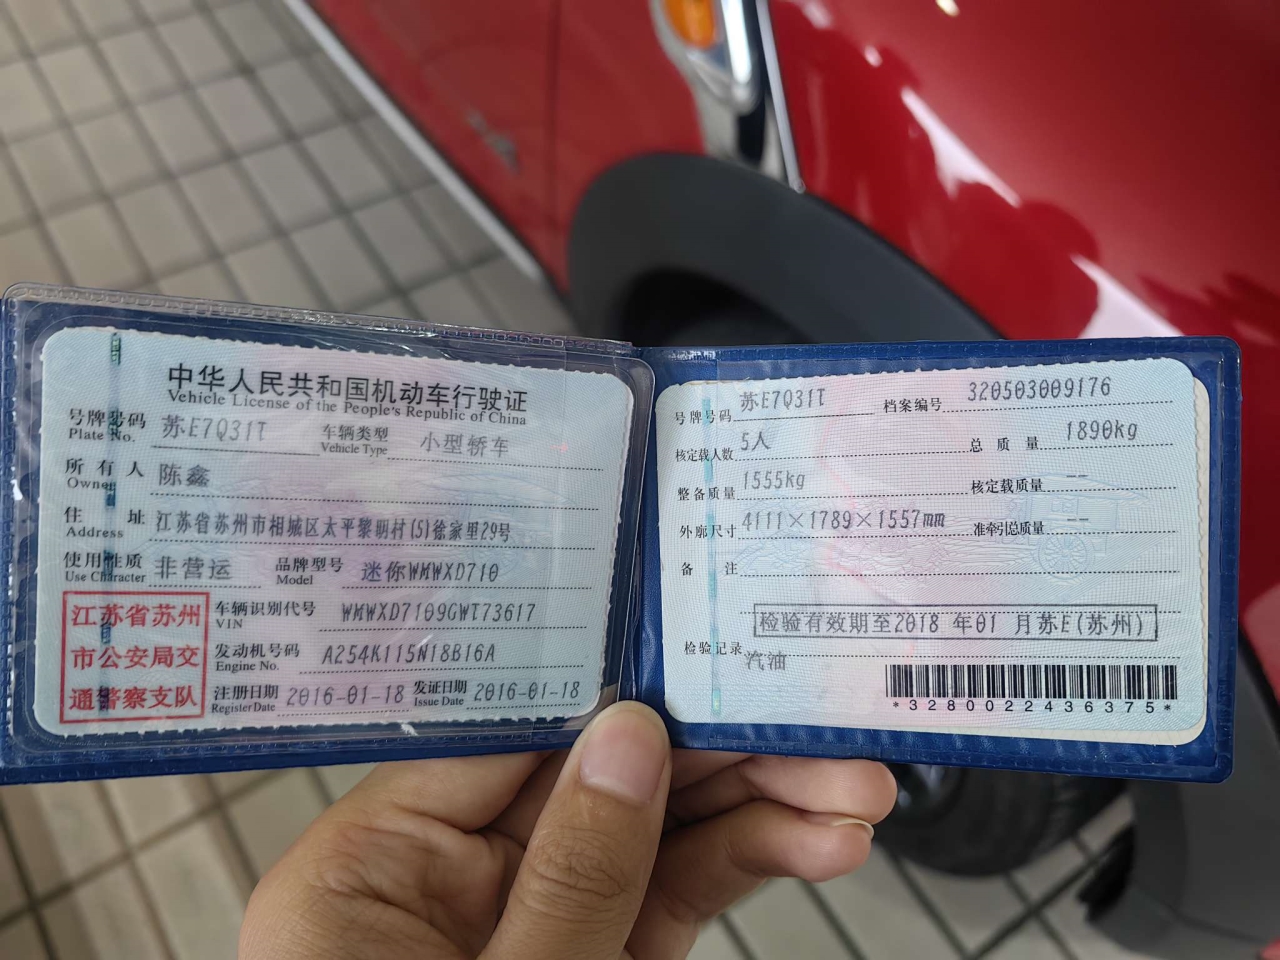 中华人民共和国机动车行驶证
Vehicle License of the People's Republic of China
号牌号码 Plate No. 苏E7Q31T 车辆类型 Vehicle Type 小型轿车
所有人 Owner 陈鑫
住址 Address 江苏省苏州市相城区太平黎明村(5)徐家里29号
使用性质 Use Character 非营运 品牌型号 Model 迷你WMWXD710
江苏省苏州
市公安局交
通警察支队
车辆识别代号 VIN WMWXD7109GWT73617
发动机号码 Engine No. A254K115N18B16A
注册日期 Register Date 2016-01-18 发证日期 Issue Date 2016-01-18
号牌号码 苏E7Q31T 档案编号 320503009176
核定载人数 5人 总质量 1890kg
整备质量 1555kg 核定载质量 --
外廓尺寸 4111×1789×1557mm 准牵引总质量 --
备注
检验有效期至2018 年01 月苏E(苏州)
检验记录
汽油
*3280022436375*